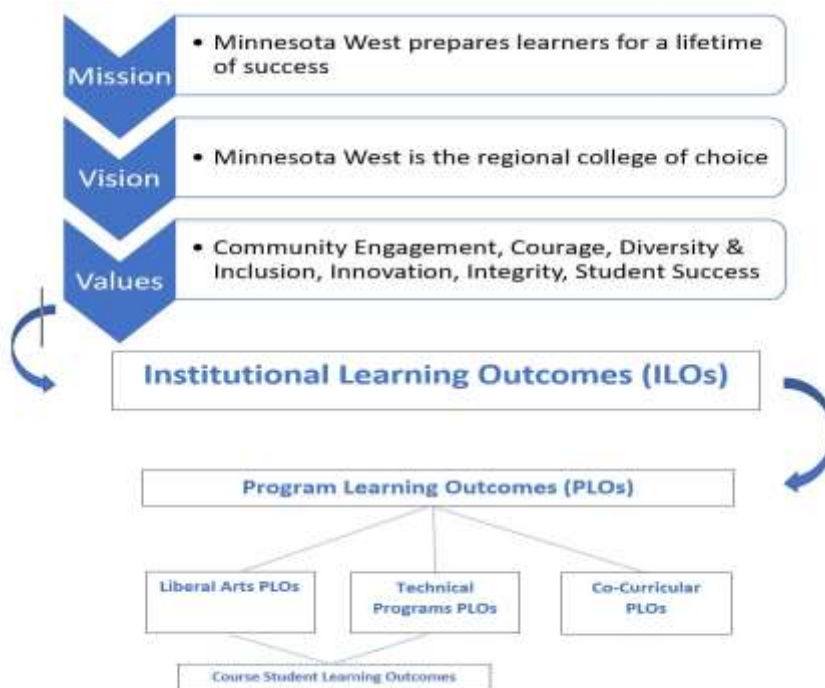 Mission
• Minnesota West prepares learners for a lifetime
of success
Vision
• Minnesota West is the regional college of choice
Values
• Community Engagement, Courage, Diversity &
Inclusion, Innovation, Integrity, Student Success
Institutional Learning Outcomes (ILOs)
Program Learning Outcomes (PLOs)
Liberal Arts PLOs
Technical
Programs PLOs
Co-Curricular
PLOs
Course Student Learning Outcomes